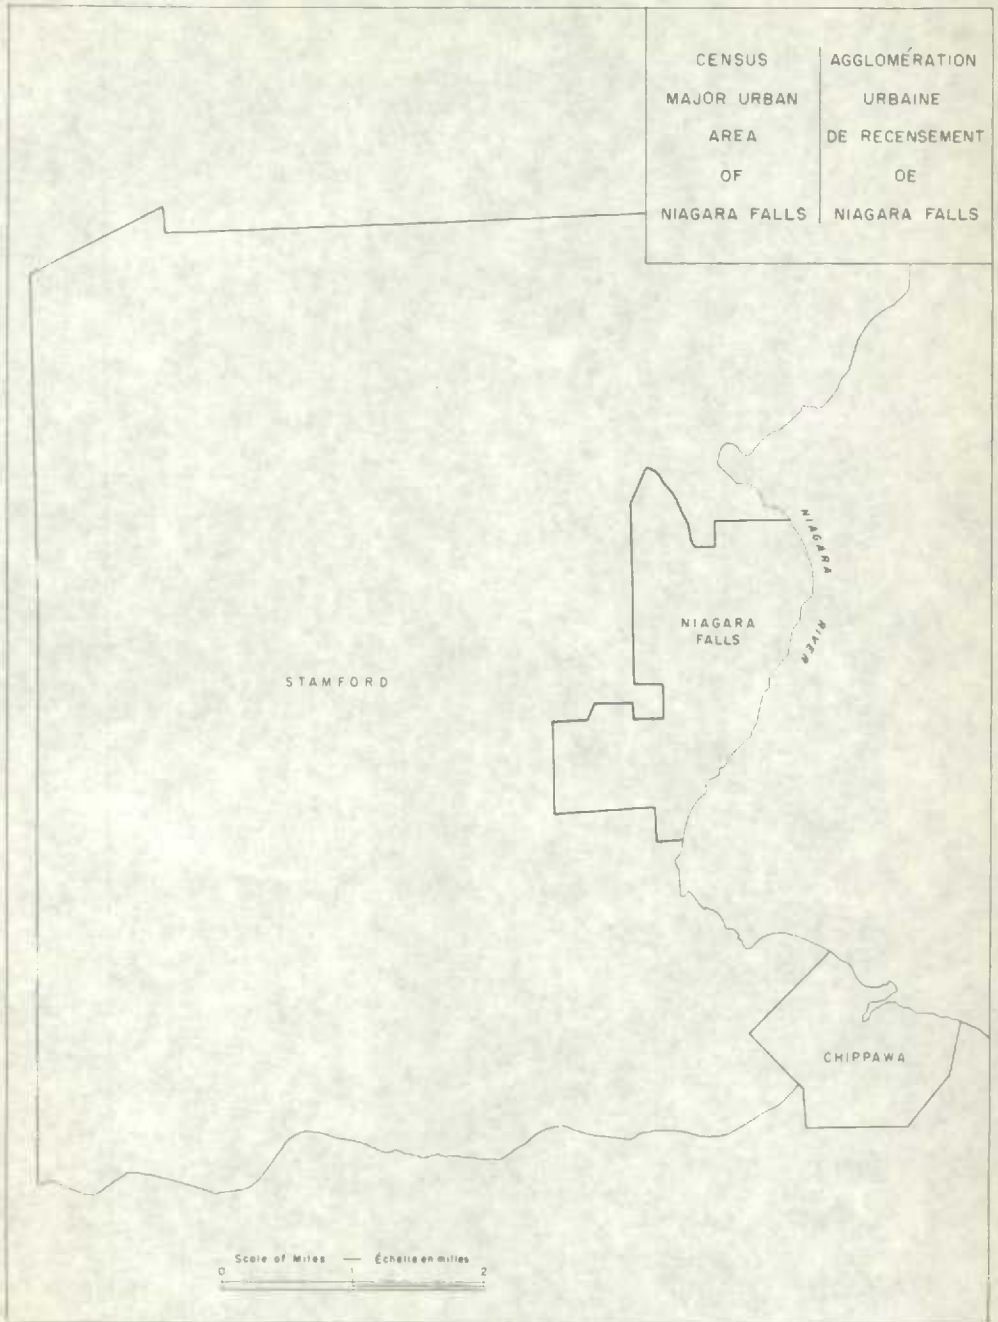 CENSUS
MAJOR URBAN
AREA
OF
NIAGARA FALLS
AGGLOMÉRATION
URBAINE
DE RECENSEMENT
OE
NIAGARA FALLS
NIAGARA
RIVER
NIAGARA
FALLS
STAMFORD
CHIPPAWA
Scale of Miles — Échelle en milles
0 1 2